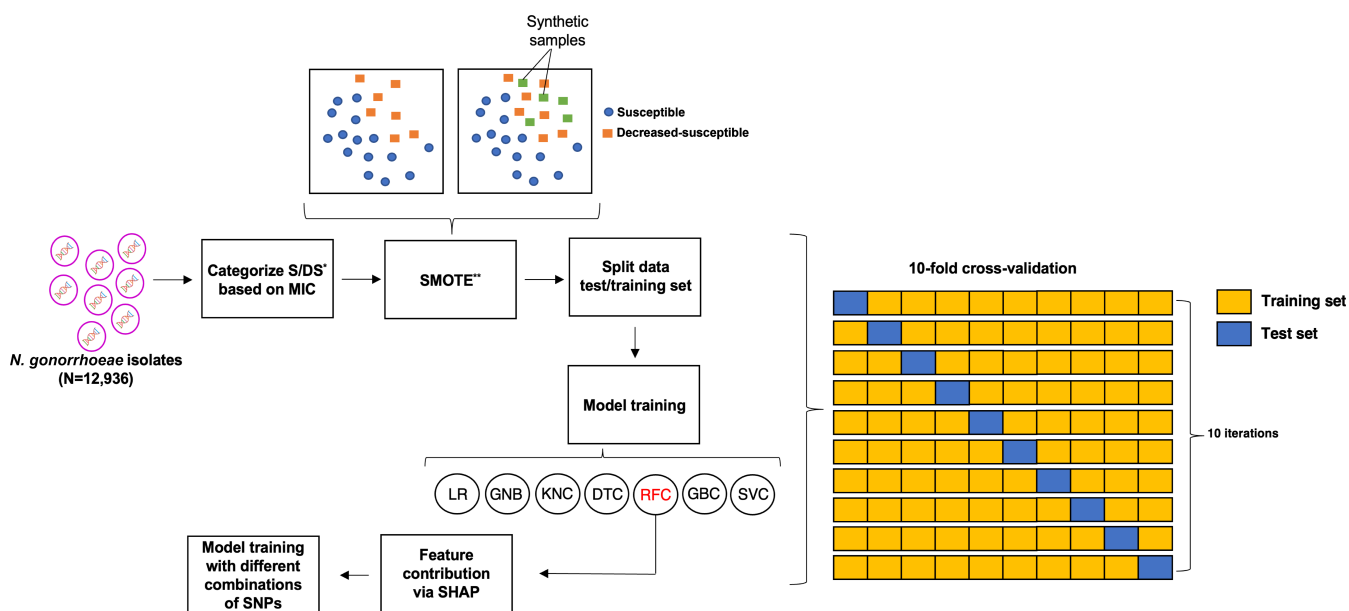 Synthetic
samples
Susceptible
Decreased-susceptible
N. gonorrhoeae isolates
(N=12,936)
Categorize S/DS*
based on MIC
SMOTE**
Split data
test/training set
Model training
LR
GNB
KNC
DTC
RFC
GBC
SVC
Feature
contribution
via SHAP
Model training
with different
combinations
of SNPs
10-fold cross-validation
Training set
Test set
10 iterations